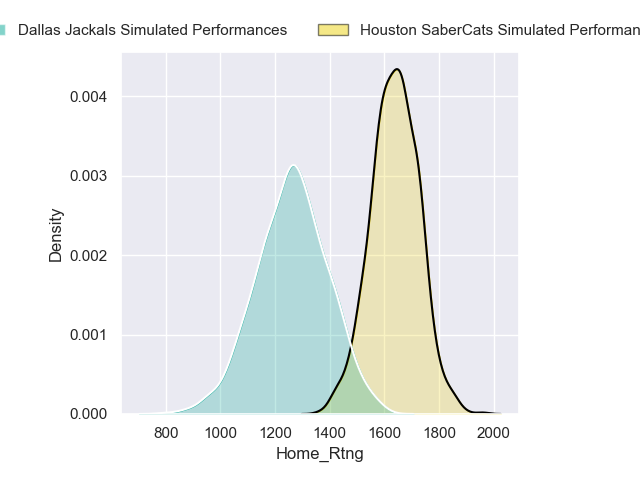 Dallas Jackals Simulated Performances
Houston SaberCats Simulated Performan
0.004
0.003
0.002
0.001
0.000
Density
800 1000 1200 1400 1600 1800 2000
Home_Rtng